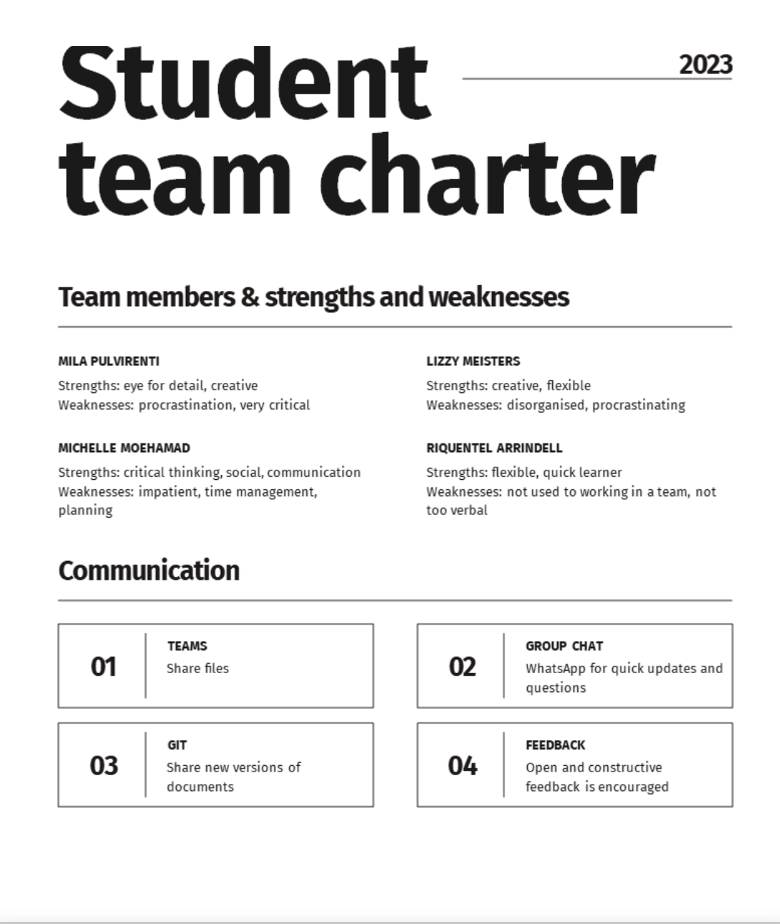 Student
2023
team charter
Team members & strengths and weaknesses
MILA PULVIRENTI
Strengths: eye for detail, creative
Weaknesses: procrastination, very critical
LIZZY MEISTERS
Strengths: creative, flexible
Weaknesses: disorganised, procrastinating
MICHELLE MOEHAMAD
Strengths: critical thinking, social, communication
Weaknesses: impatient, time management,
planning
RIQUENTEL ARRINDELL
Strengths: flexible, quick learner
Weaknesses: not used to working in a team, not
too verbal
Communication
01
TEAMS
Share files
02
GROUP CHAT
WhatsApp for quick updates and
questions
03
GIT
Share new versions of
documents
04
FEEDBACK
Open and constructive
feedback is encouraged